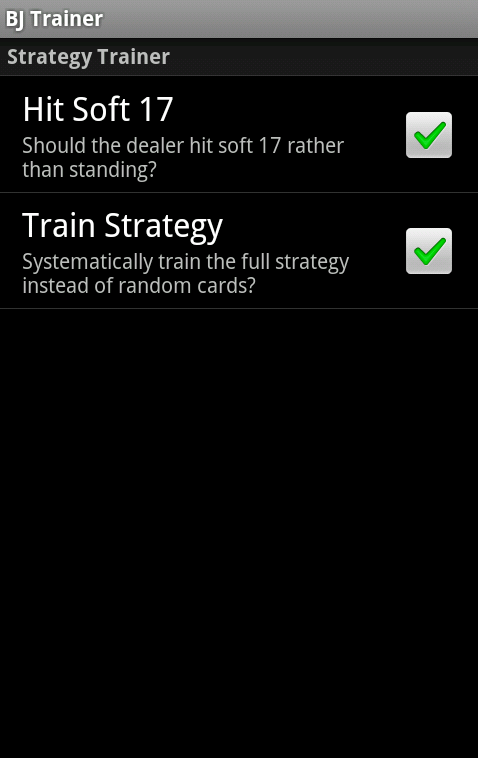 BJ Trainer
Strategy Trainer
Hit Soft 17
Should the dealer hit soft 17 rather
than standing?
Train Strategy
Systematically train the full strategy
instead of random cards?